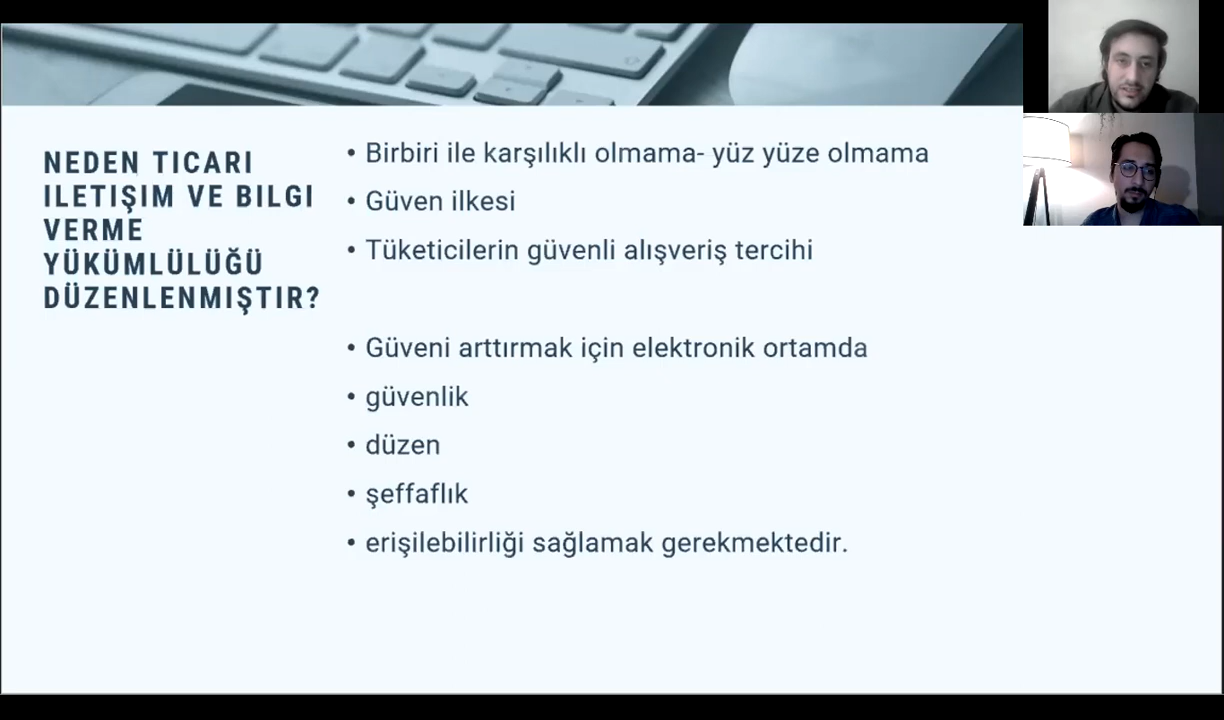 NEDEN TICARI
ILETIŞIM VE BILGI
VERME
YÜKÜMLÜLÜĞÜ
DÜZENLENMIŞTIR?
• Birbiri ile karşılıklı olmama- yüz yüze olmama
• Güven ilkesi
• Tüketicilerin güvenli alışveriş tercihi
• Güveni arttırmak için elektronik ortamda
• güvenlik
• düzen
• şeffaflık
• erişilebilirliği sağlamak gerekmektedir.